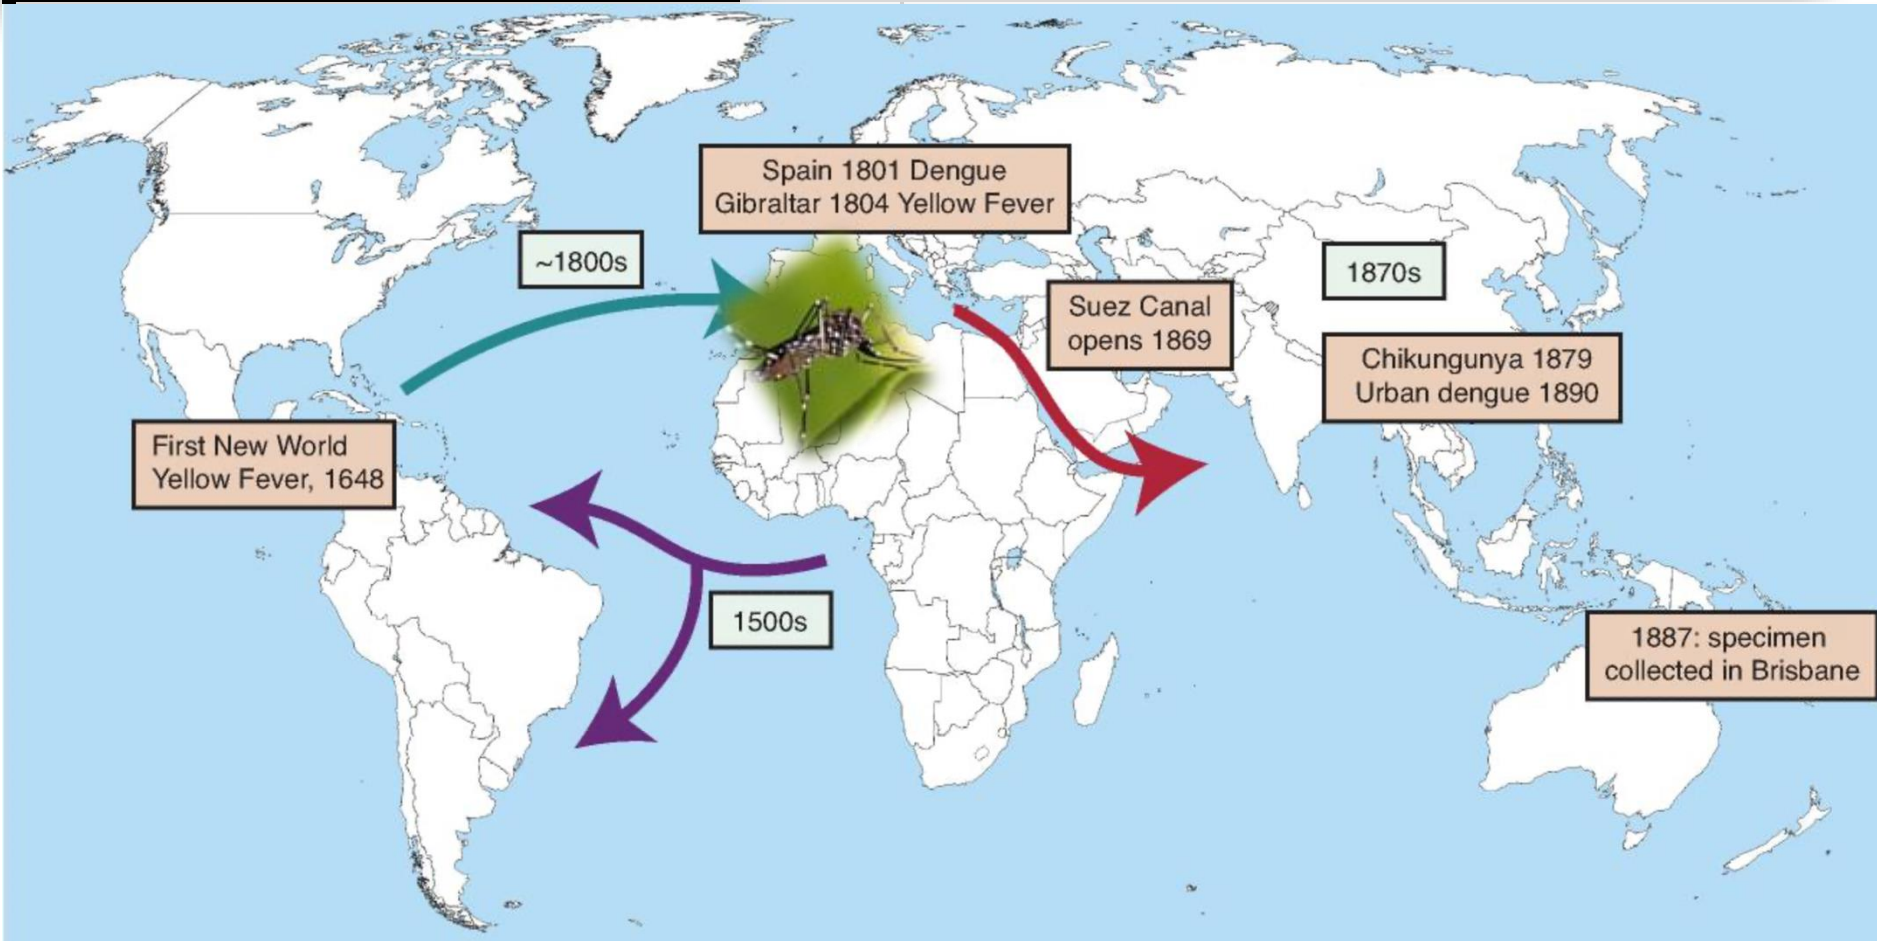 Spain 1801 Dengue
Gibraltar 1804 Yellow Fever
~1800s
1870s
Suez Canal
opens 1869
Chikungunya 1879
Urban dengue 1890
First New World
Yellow Fever, 1648
1500s
1887: specimen
collected in Brisbane